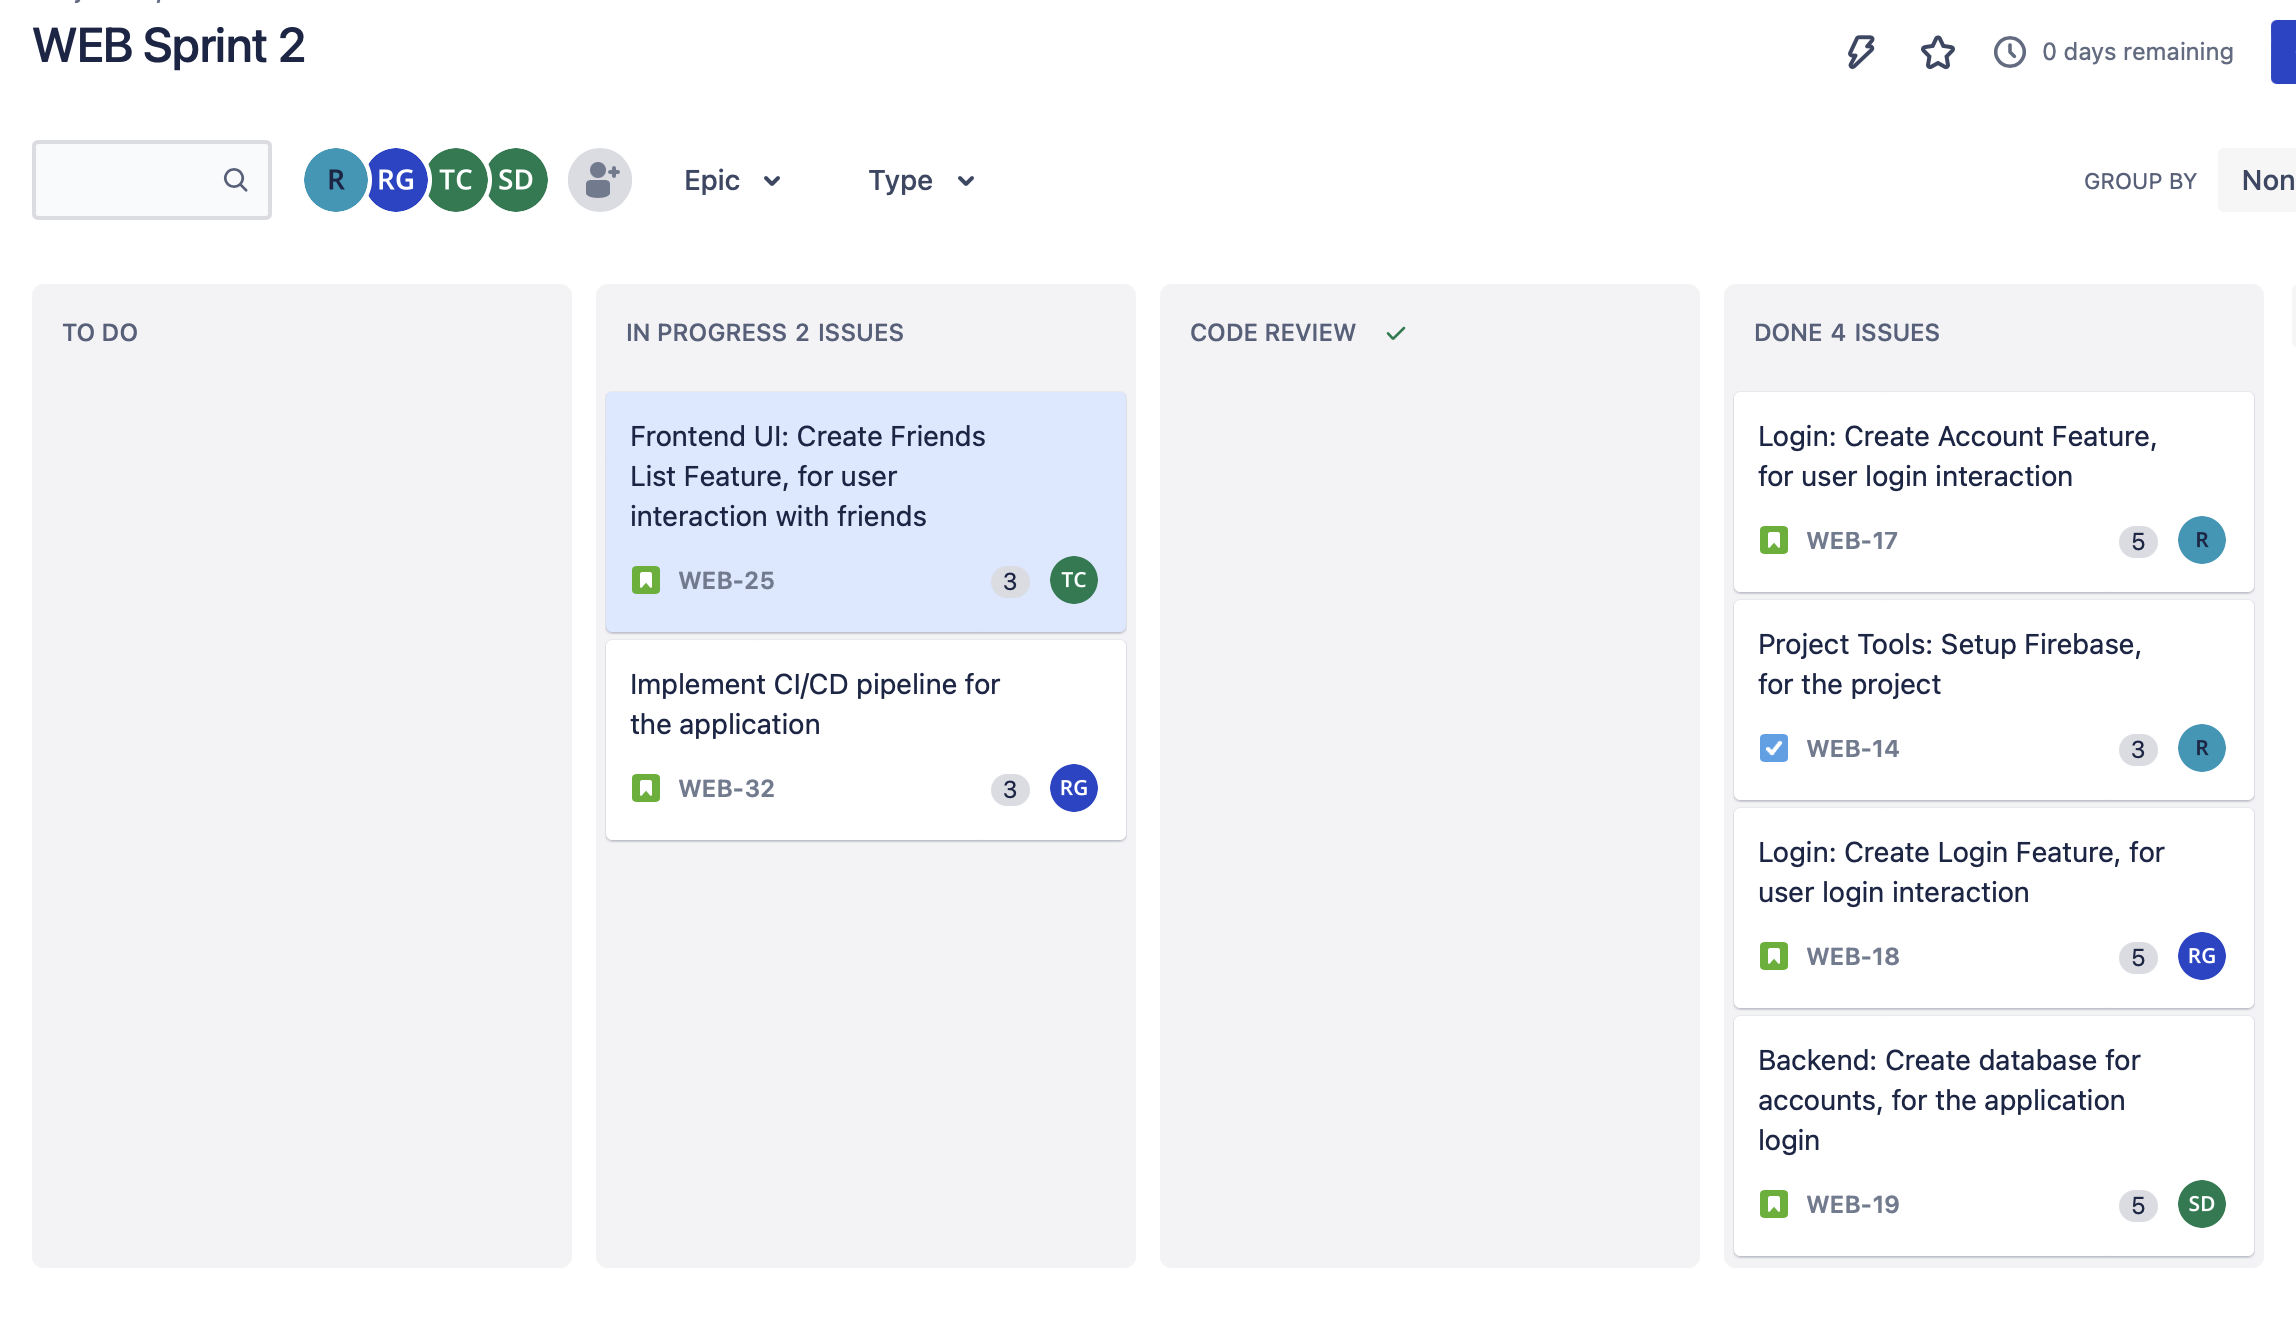 WEB Sprint 2
0 days remaining
R RG TC SD
Epic
Type
GROUP BY
TO DO
IN PROGRESS 2 ISSUES
Frontend UI: Create Friends
List Feature, for user
interaction with friends
WEB-25 3 TC
Implement CI/CD pipeline for
the application
WEB-32 3 RG
CODE REVIEW
DONE 4 ISSUES
Login: Create Account Feature,
for user login interaction
WEB-17 5 R
Project Tools: Setup Firebase,
for the project
WEB-14 3 R
Login: Create Login Feature, for
user login interaction
WEB-18 5 RG
Backend: Create database for
accounts, for the application
login
WEB-19 5 SD